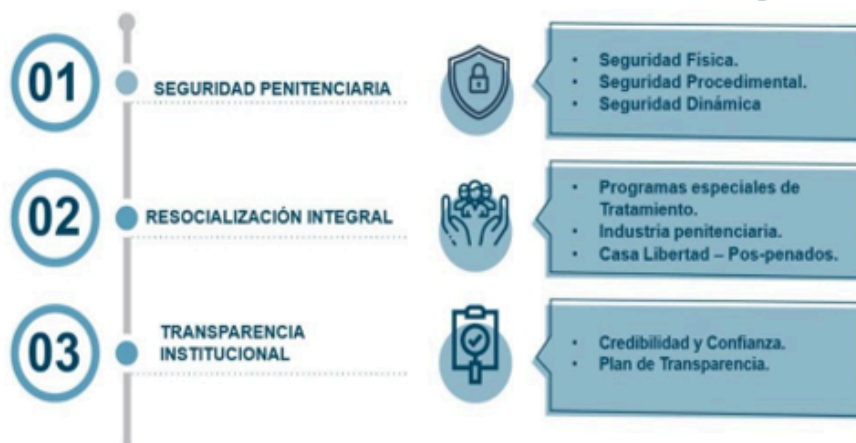 01
SEGURIDAD PENITENCIARIA
• Seguridad Física.
• Seguridad Procedimental.
• Seguridad Dinámica
02
RESOCIALIZACIÓN INTEGRAL
• Programas especiales de
Tratamiento.
• Industria penitenciaria.
• Casa Libertad – Pos-penados.
03
TRANSPARENCIA
INSTITUCIONAL
• Credibilidad y Confianza.
• Plan de Transparencia.